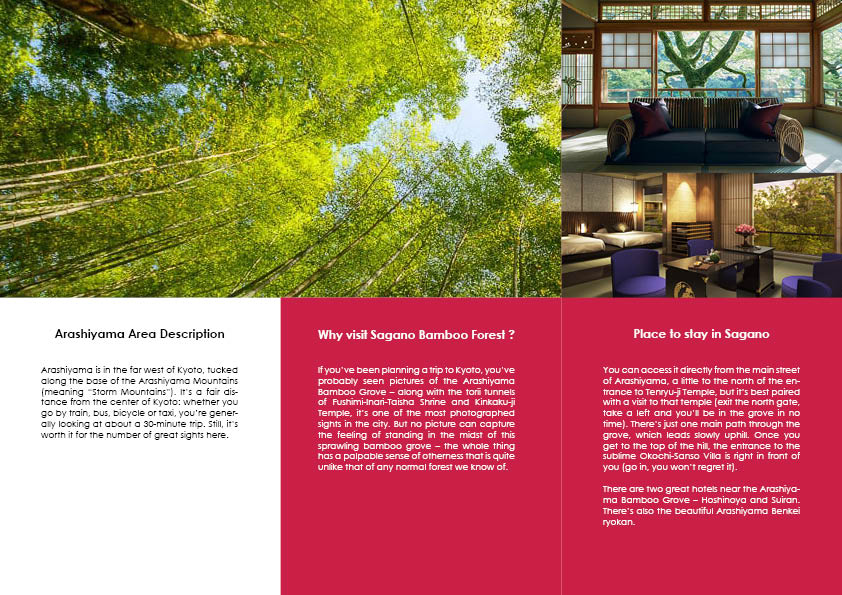 Arashiyama Area Description
Arashiyama is in the far west of Kyoto, tucked
along the base of the Arashiyama Mountains
(meaning “Storm Mountains”). It’s a fair dis-
tance from the center of Kyoto: whether you
go by train, bus, bicycle or taxi, you’re gener-
ally looking at about a 30-minute trip. Still, it’s
worth it for the number of great sights here.
Why visit Sagano Bamboo Forest ?
If you’ve been planning a trip to Kyoto, you’ve
probably seen pictures of the Arashiyama
Bamboo Grove – along with the torii tunnels
of Fushimi-Inari-Taisha Shrine and Kinkaku-ji
Temple, it’s one of the most photographed
sights in the city. But no picture can capture
the feeling of standing in the midst of this
sprawling bamboo grove – the whole thing
has a palpable sense of otherness that is quite
unlike that of any normal forest we know of.
Place to stay in Sagano
You can access it directly from the main street
of Arashiyama, a little to the north of the en-
trance to Tenryu-ji Temple, but it’s best paired
with a visit to that temple (exit the north gate,
take a left and you’ll be in the grove in no
time). There’s just one main path through the
grove, which leads slowly uphill. Once you
get to the top of the hill, the entrance to the
sublime Okochi-Sanso Villa is right in front of
you (go in, you won’t regret it).
There are two great hotels near the Arashiya-
ma Bamboo Grove – Hoshinoya and Suiran.
There’s also the beautiful Arashiyama Benkei
ryokan.